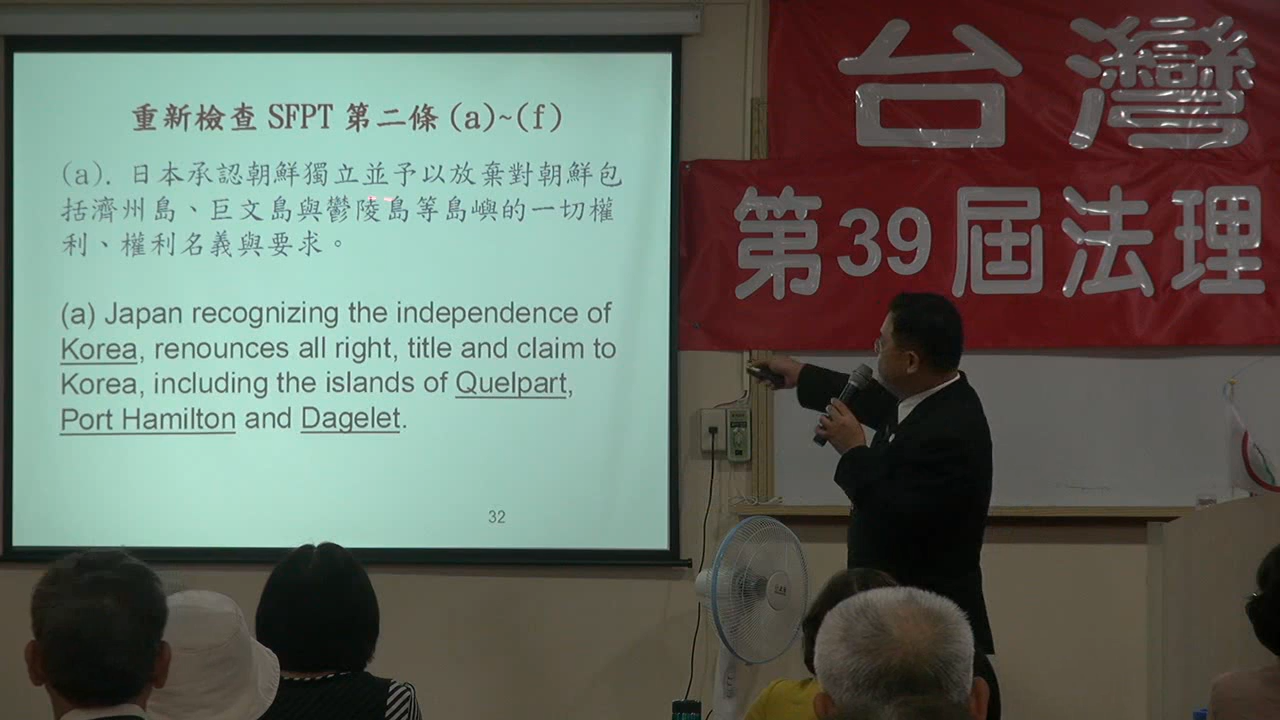 重新檢查 SFPT 第二條 (a)~(f)
(a). 日本承認朝鮮獨立並予以放棄對朝鮮包
括濟州島、巨文島與鬱陵島等島嶼的一切權
利、權利名義與要求。
(a) Japan recognizing the independence of
Korea, renounces all right, title and claim to
Korea, including the islands of Quelpart,
Port Hamilton and Dagelet.
32
台灣
第39屆法理